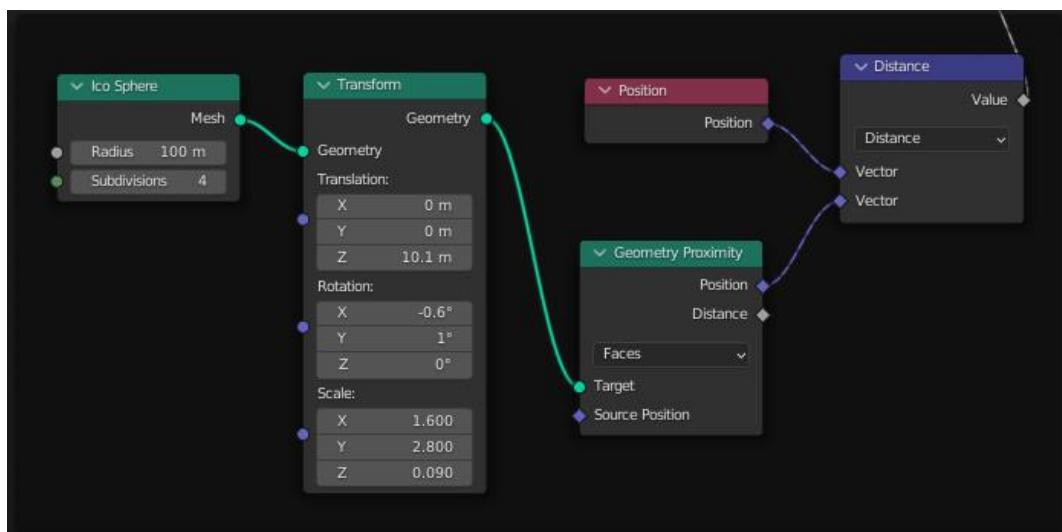 Ico Sphere
Mesh
Radius 100 m
Subdivisions 4
Transform
Geometry
Geometry
Translation:
X 0 m
Y 0 m
Z 10.1 m
Rotation:
X -0.6°
Y 1°
Z 0°
Scale:
X 1.600
Y 2.800
Z 0.090
Position
Position
Geometry Proximity
Position
Distance
Faces
Target
Source Position
Distance
Value
Distance
Vector
Vector